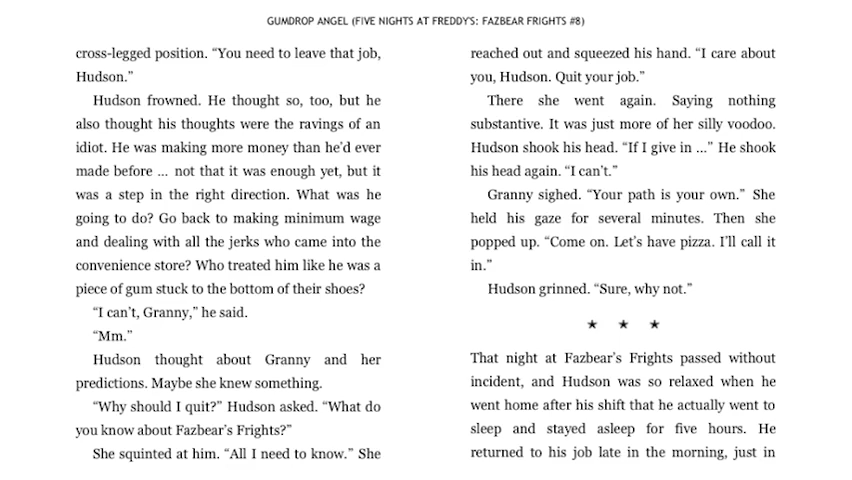 GUMDROP ANGEL (FIVE NIGHTS AT FREDDY'S: FAZBEAR FRIGHTS #8)
cross-legged position. “You need to leave that job,
Hudson.”
Hudson frowned. He thought so, too, but he
also thought his thoughts were the ravings of an
idiot. He was making more money than he’d ever
made before ... not that it was enough yet, but it
was a step in the right direction. What was he
going to do? Go back to making minimum wage
and dealing with all the jerks who came into the
convenience store? Who treated him like he was a
piece of gum stuck to the bottom of their shoes?
“I can’t, Granny,” he said.
“Mm.”
Hudson thought about Granny and her
predictions. Maybe she knew something.
“Why should I quit?” Hudson asked. “What do
you know about Fazbear’s Frights?”
She squinted at him. “All I need to know.” She
reached out and squeezed his hand. “I care about
you, Hudson. Quit your job.”
There she went again. Saying nothing
substantive. It was just more of her silly voodoo.
Hudson shook his head. “If I give in ...” He shook
his head again. “I can’t.”
Granny sighed. “Your path is your own.” She
held his gaze for several minutes. Then she
popped up. “Come on. Let’s have pizza. I’ll call it
in.”
Hudson grinned. “Sure, why not.”
★ ★ ★
That night at Fazbear’s Frights passed without
incident, and Hudson was so relaxed when he
went home after his shift that he actually went to
sleep and stayed asleep for five hours. He
returned to his job late in the morning, just in